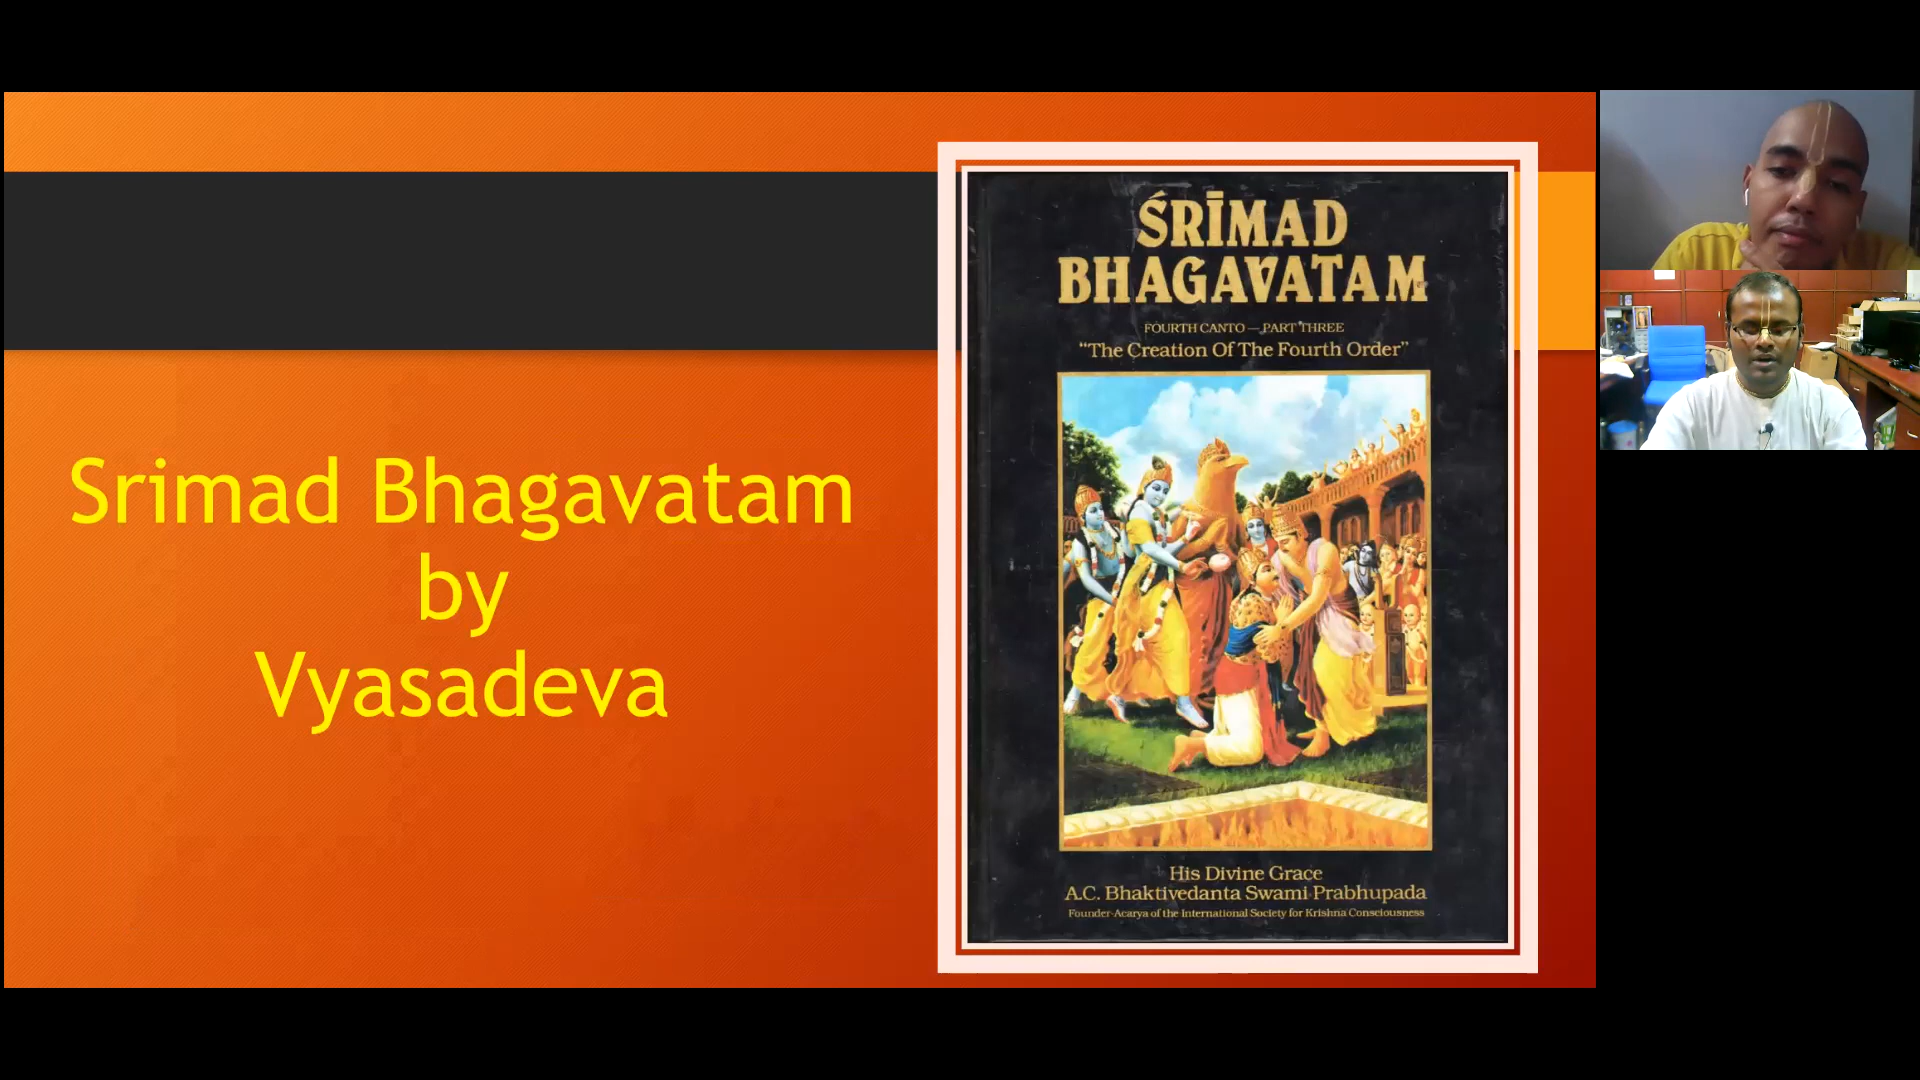 Srimad Bhagavatam
by
Vyasadeva
ŚRĪMAD
BHAGAVATAM
FOURTH CANTO — PART THREE
“The Creation Of The Fourth Order”
His Divine Grace
A.C. Bhaktivedanta Swami Prabhupada
Founder-Acarya of the International Society for Krishna Consciousness